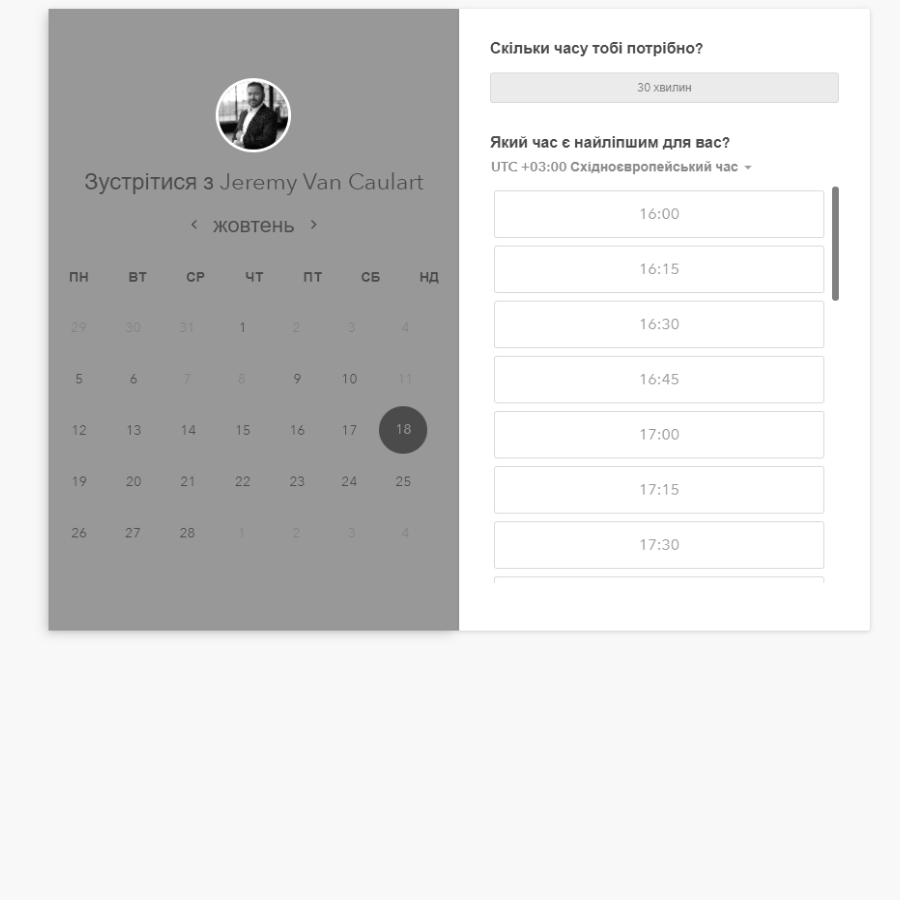 Зустрітися з Jeremy Van Caulart
жовтень
ПН ВТ СР ЧТ ПТ СБ НД
29 30 31 1 2 3 4
5 6 7 8 9 10 11
12 13 14 15 16 17 18
19 20 21 22 23 24 25
26 27 28 1 2 3 4
Скільки часу тобі потрібно?
30 хвилин
Який час є найліпшим для вас?
UTC +03:00 Східноєвропейський час
16:00
16:15
16:30
16:45
17:00
17:15
17:30